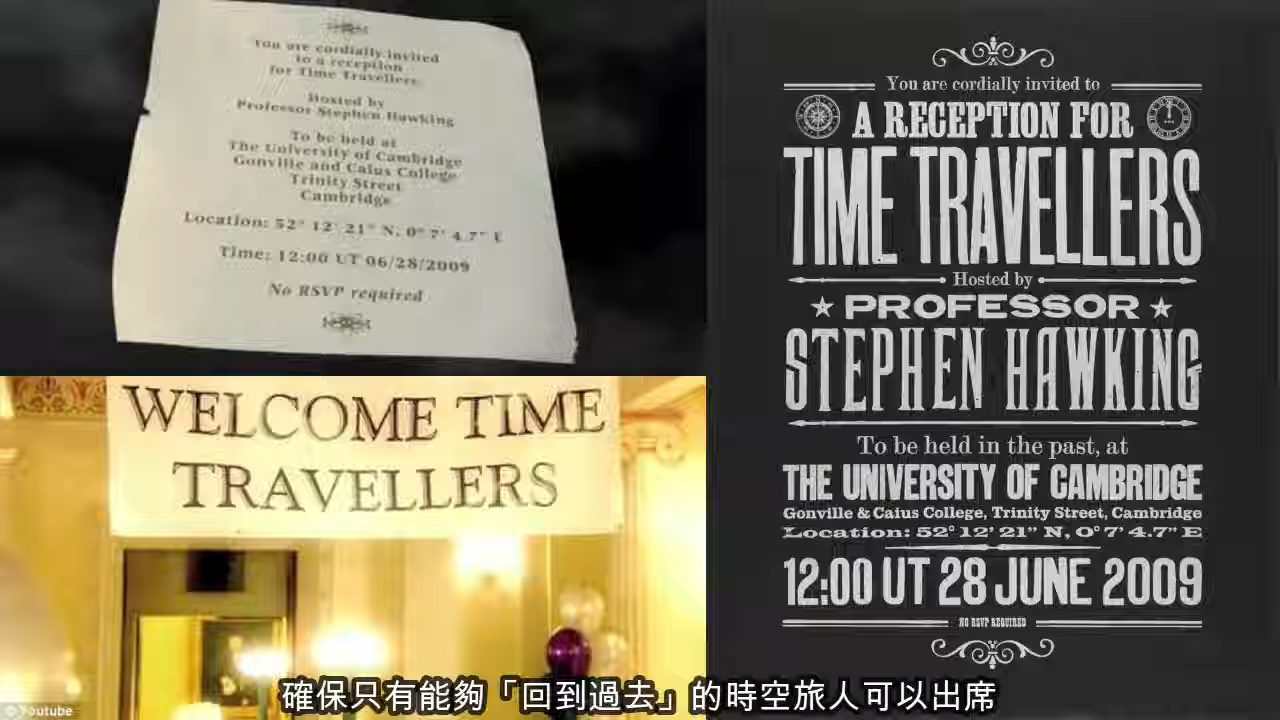 You are cordially invited
to a reception
for Time Travellers
Hosted by
Professor Stephen Hawking
To be held at
The University of Cambridge
Gonville and Caius College
Trinity Street
Cambridge
Location: 52° 12' 21" N, 0° 7' 4.7" E
Time: 12:00 UT 06/28/2009
No RSVP required
WELCOME TIME
TRAVELLERS
© Youtube
You are cordially invited to
A RECEPTION FOR
TIME TRAVELLERS
Hosted by
PROFESSOR
STEPHEN HAWKING
To be held in the past, at
THE UNIVERSITY OF CAMBRIDGE
Gonville & Caius College, Trinity Street, Cambridge
Location: 52° 12' 21" N, 0° 7' 4.7" E
12:00 UT 28 JUNE 2009
NO RSVP REQUIRED
確保只有能夠「回到過去」的時空旅人可以出席